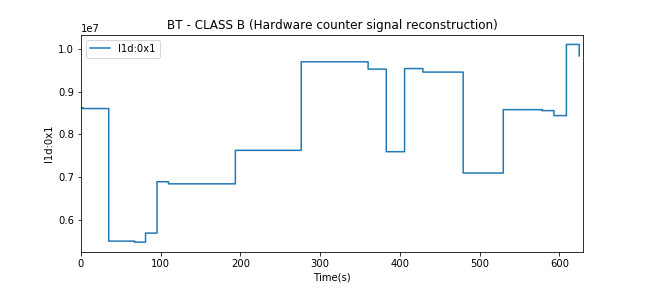 BT - CLASS B (Hardware counter signal reconstruction)
1e7
l1d:0x1
1.0
0.9
0.8
0.7
0.6
l1d:0x1
0 100 200 300 400 500 600
Time(s)